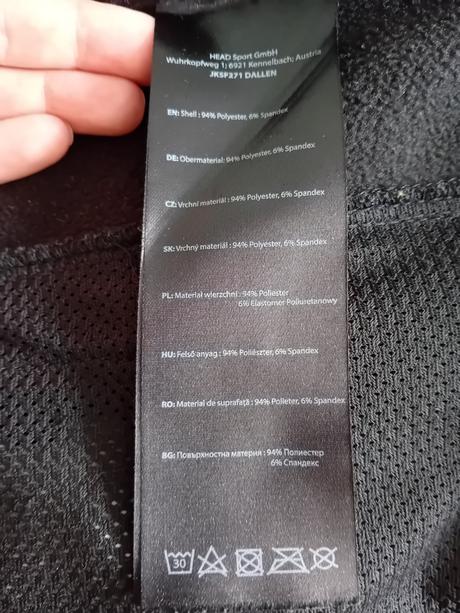 HEAD Sport GmbH
Wuhrkopfweg 1; 6921 Kennelbach; Austria
JKSP271 DALLEN
EN: Shell : 94% Polyester, 6% Spandex
DE: Obermaterial: 94% Polyester, 6% Spandex
CZ: Vrchní materiál : 94% Polyester, 6% Spandex
SK: Vrchný materiál : 94% Polyester, 6% Spandex
PL: Materiał wierzchni : 94% Poliester
6% Elastomer Poliuretanowy
HU: Felső anyag : 94% Poliészter, 6% Spandex
RO: Material de suprafaţă : 94% Polieter, 6% Spandex
BG: Повърхностна материя : 94% Полиестер
6% Спандекс
30